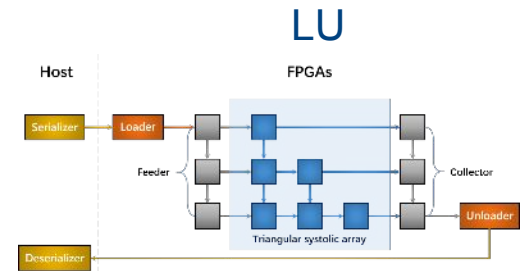 LU
Host
FPGAs
Serializer
Loader
Feeder
Collector
Unloader
Triangular systolic array
Deserializer